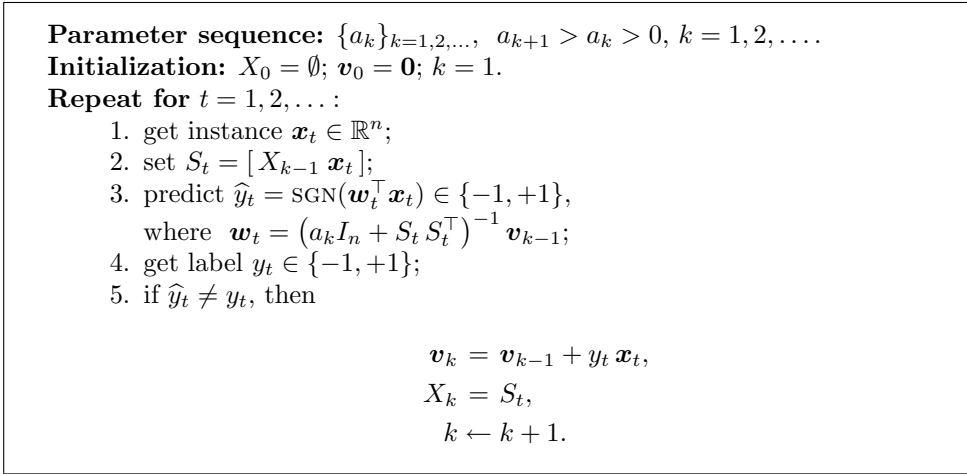 Parameter sequence: {a_k}_{k=1,2,...}, a_{k+1} > a_k > 0, k = 1, 2, . . . .
Initialization: X_0 = ∅; v_0 = 0; k = 1.
Repeat for t = 1, 2, . . . :
1. get instance x_t ∈ ℝ^n;
2. set S_t = [ X_{k−1} x_t ];
3. predict ŷ_t = SGN(w_t^⊤ x_t) ∈ {−1, +1},
where w_t = (a_k I_n + S_t S_t^⊤)^{−1} v_{k−1};
4. get label y_t ∈ {−1, +1};
5. if ŷ_t ≠ y_t, then
v_k = v_{k−1} + y_t x_t,
X_k = S_t,
k ← k + 1.